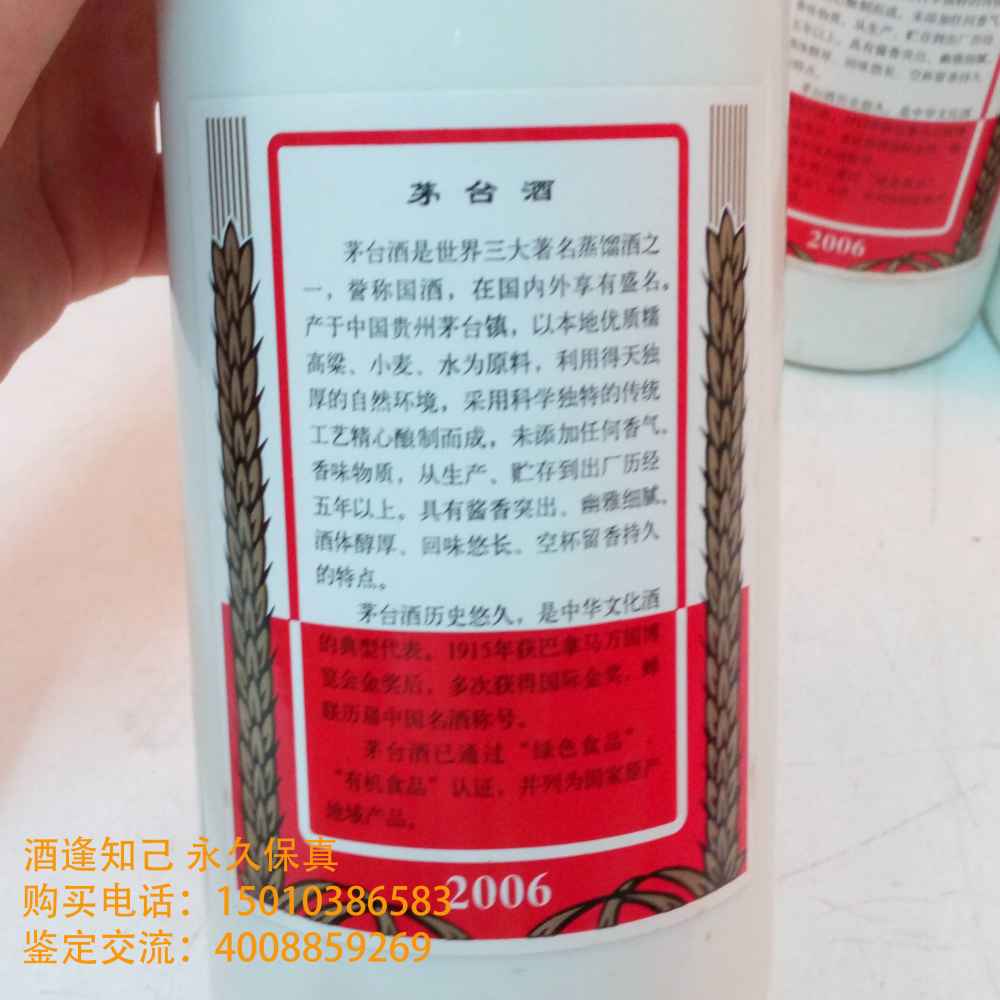 茅台酒
茅台酒是世界三大著名蒸馏酒之
一，誉称国酒，在国内外享有盛名。
产于中国贵州茅台镇，以本地优质糯
高粱、小麦、水为原料，利用得天独
厚的自然环境，采用科学独特的传统
工艺精心酿制而成，未添加任何香气、
香味物质，从生产、贮存到出厂历经
五年以上，具有酱香突出、幽雅细腻、
酒体醇厚、回味悠长、空杯留香持久
的特点。
茅台酒历史悠久，是中华文化酒
的典型代表，1915年获巴拿马万国博
览会金奖后，多次获得国际金奖，蝉
联历届中国名酒称号。
茅台酒已通过“绿色食品”、
“有机食品”认证，并列为国家原产
地域产品。
2006
2006
酒逢知己 永久保真
购买电话：15010386583
鉴定交流：4008859269